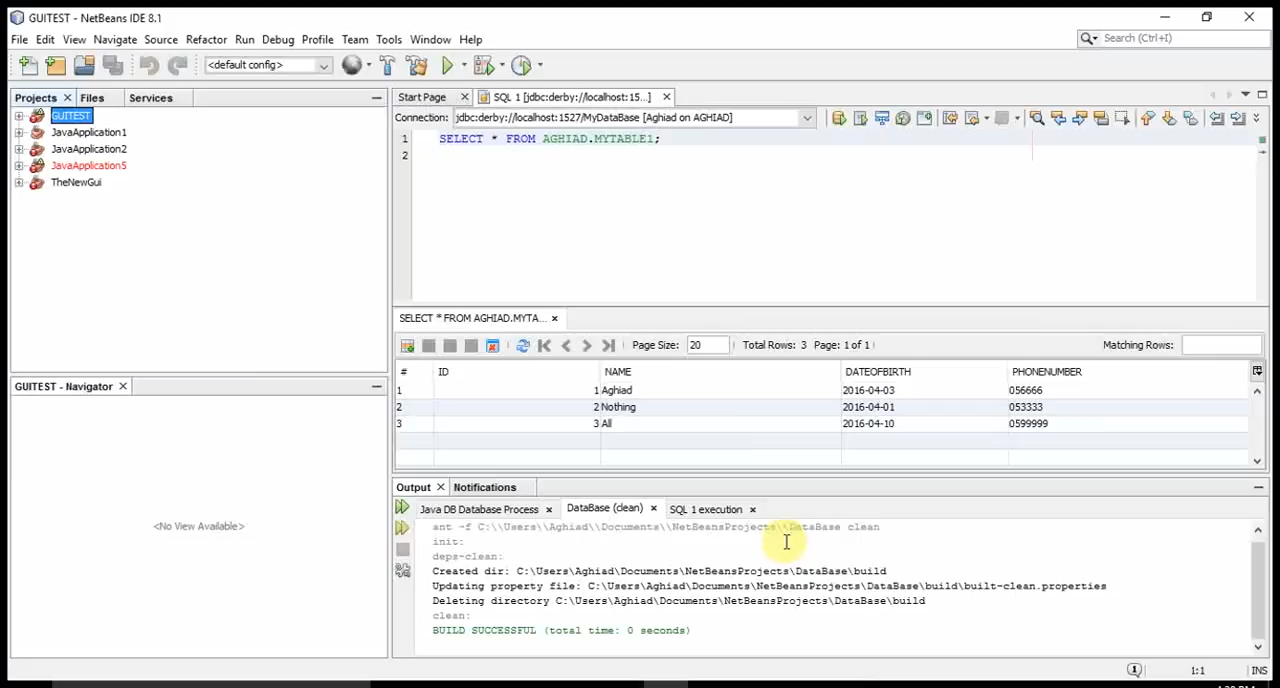 GUITEST - NetBeans IDE 8.1
File Edit View Navigate Source Refactor Run Debug Profile Team Tools Window Help
Search (Ctrl+I)
<default config>
Projects Files Services
GUITEST
JavaApplication1
JavaApplication2
JavaApplication5
TheNewGui
GUITEST - Navigator
<No View Available>
Start Page SQL 1 [jdbc:derby://localhost:15...]
Connection: jdbc:derby://localhost:1527/MyDataBase [Aghiad on AGHIAD]
1 SELECT * FROM AGHIAD.MYTABLE1;
2
SELECT * FROM AGHIAD.MYTA...
Page Size: 20 Total Rows: 3 Page: 1 of 1 Matching Rows:
# ID NAME DATEOFBIRTH PHONENUMBER
1 1 Aghiad 2016-04-03 056666
2 2 Nothing 2016-04-01 053333
3 3 All 2016-04-10 0599999
Output Notifications
Java DB Database Process DataBase (clean) SQL 1 execution
ant -f C:\\Users\\Aghiad\\Documents\\NetBeansProjects\\DataBase clean
init:
deps-clean:
Created dir: C:\Users\Aghiad\Documents\NetBeansProjects\DataBase\build
Updating property file: C:\Users\Aghiad\Documents\NetBeansProjects\DataBase\build\built-clean.properties
Deleting directory C:\Users\Aghiad\Documents\NetBeansProjects\DataBase\build
clean:
BUILD SUCCESSFUL (total time: 0 seconds)
1 1:1 INS